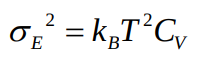 σ_E² = k_B T² C_V